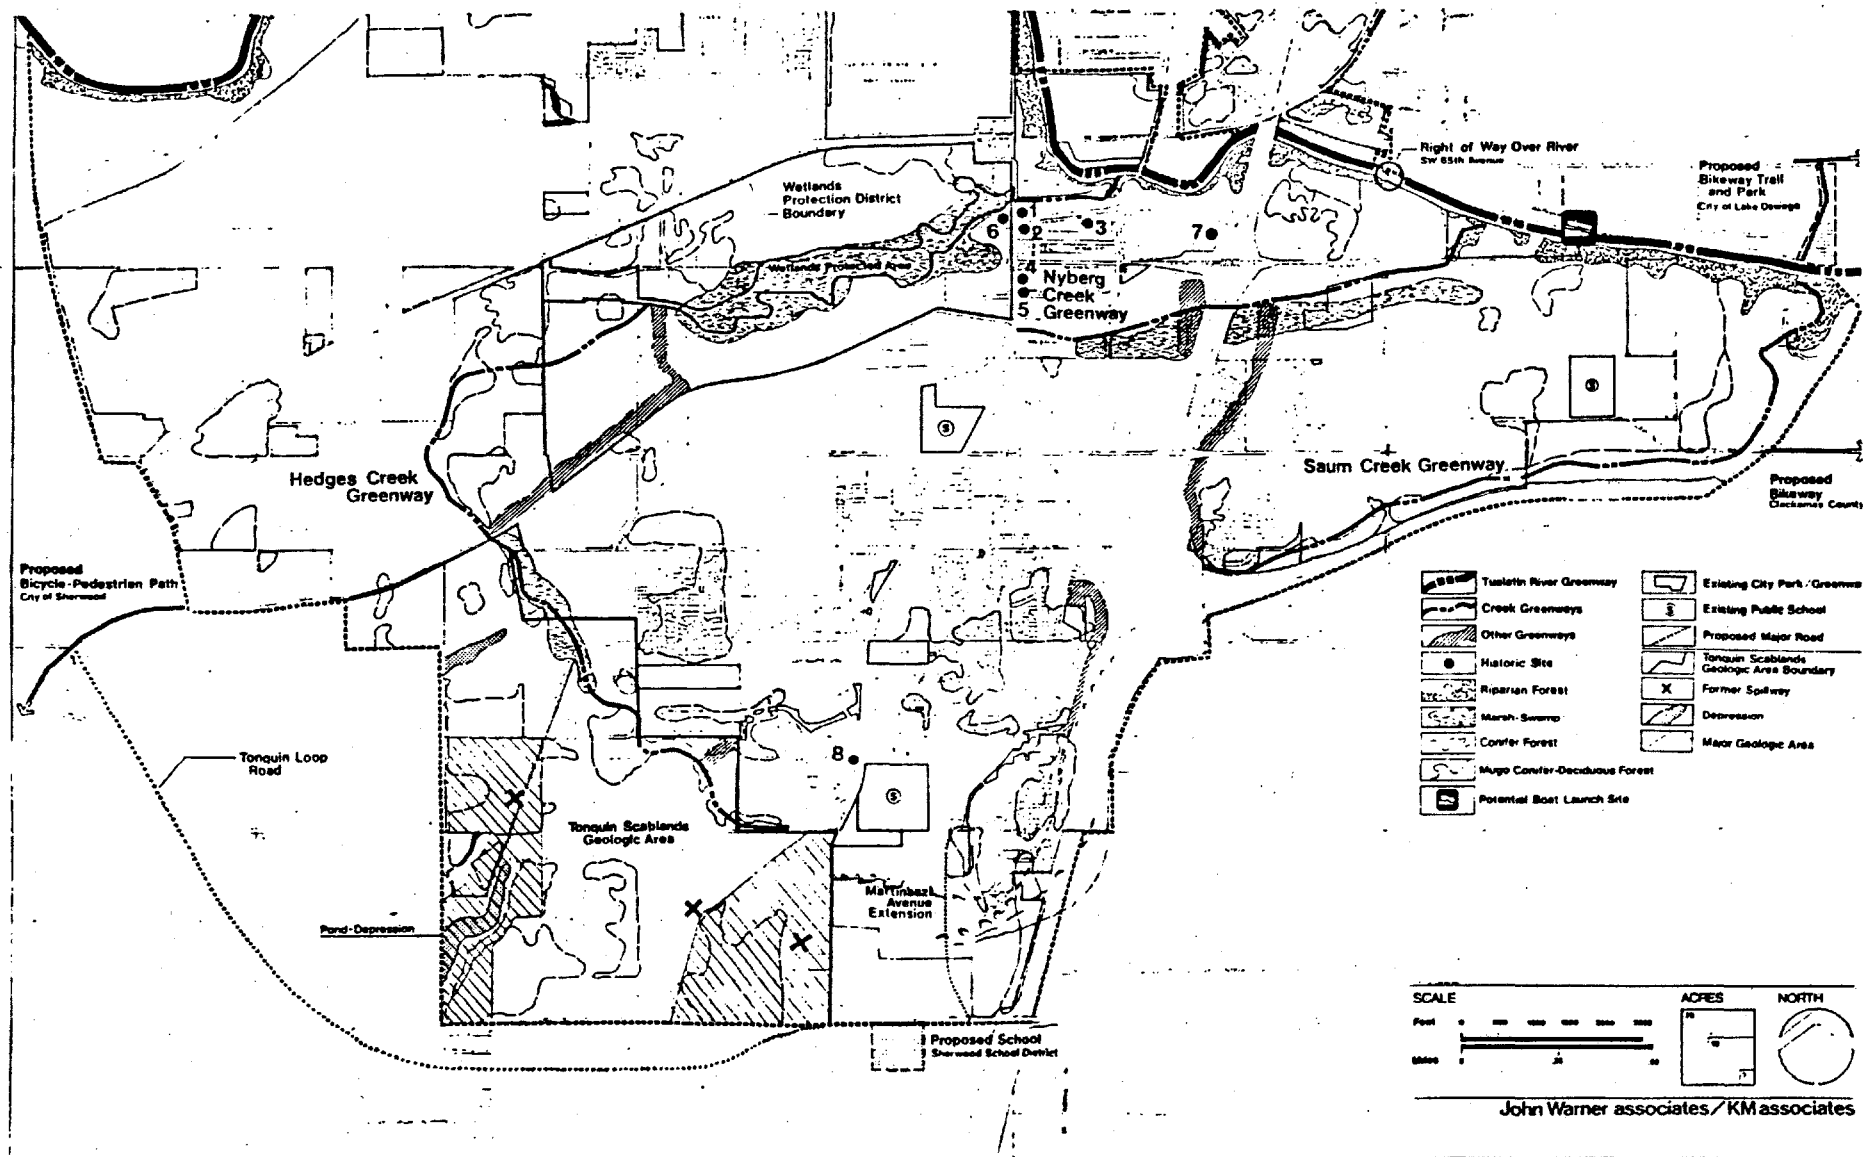 Right of Way Over River
SW 65th Avenue
Proposed
Bikeway Trail
and Park
City of Lake Oswego
Wetlands
Protection District
Boundary
Wetlands Protected Area
1
2
3
4
5
6
7
Nyberg
Creek
Greenway
S
S
Hedges Creek
Greenway
Saum Creek Greenway
Proposed
Bikeway
Clackamas County
Proposed
Bicycle-Pedestrian Path
City of Sherwood
Tonquin Loop
Road
8
S
Tonquin Scablands
Geologic Area
Martinazzi
Avenue
Extension
Pond-Depression
Proposed School
Sherwood School District
Tualatin River Greenway
Creek Greenways
Other Greenways
Historic Site
Riparian Forest
Marsh-Swamp
Conifer Forest
Mugo Conifer-Deciduous Forest
Potential Boat Launch Site
Existing City Park/Greenwa
S
Existing Public School
Proposed Major Road
Tonquin Scablands
Geologic Area Boundary
Former Spillway
Depression
Major Geologic Area
SCALE
Feet 0
Miles 0
ACRES
NORTH
John Warner associates/KM associates